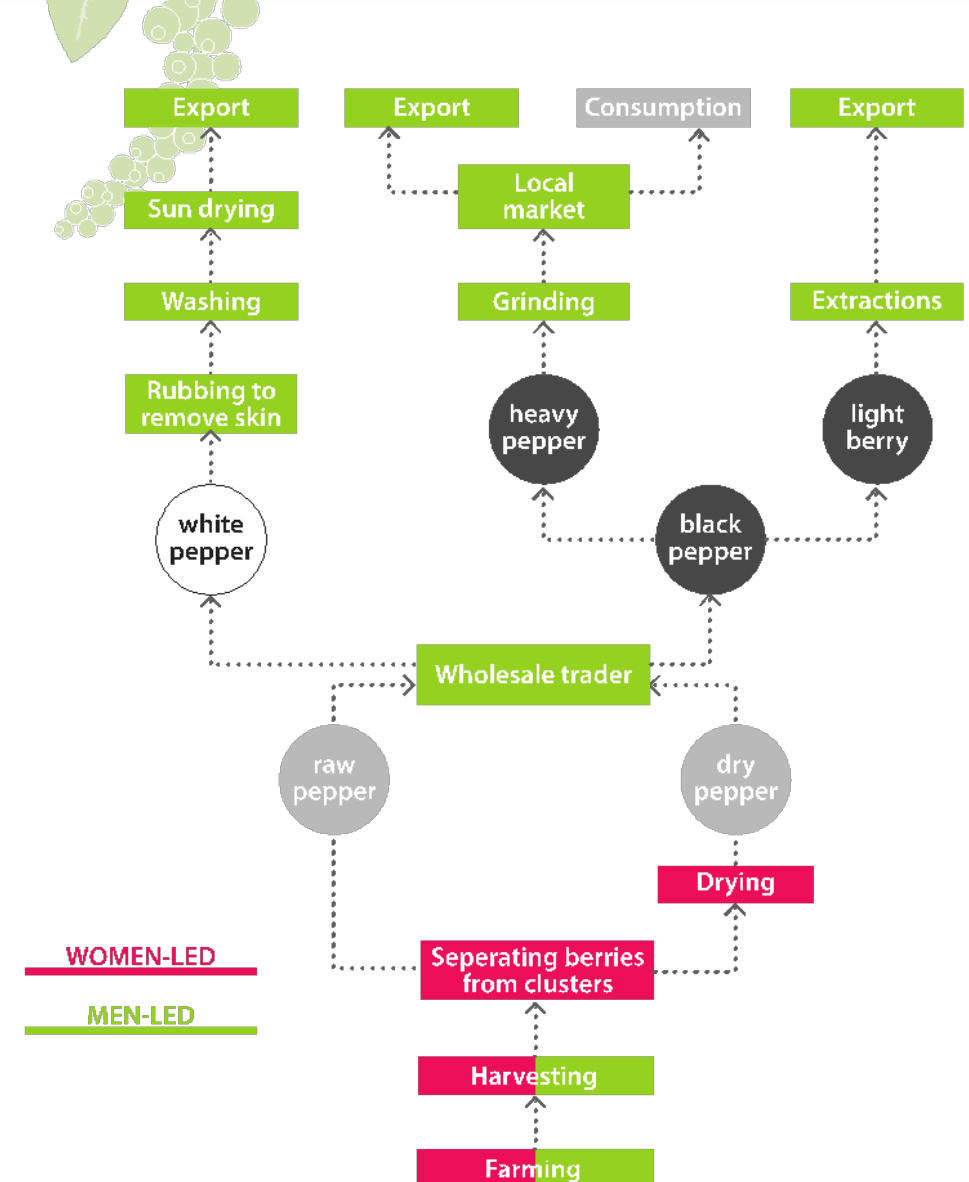 Export
Export
Consumption
Export
Local
market
Sun drying
Washing
Grinding
Extractions
Rubbing to
remove skin
heavy
pepper
light
berry
white
pepper
black
pepper
Wholesale trader
raw
pepper
dry
pepper
Drying
WOMEN-LED
MEN-LED
Seperating berries
from clusters
Harvesting
Farming